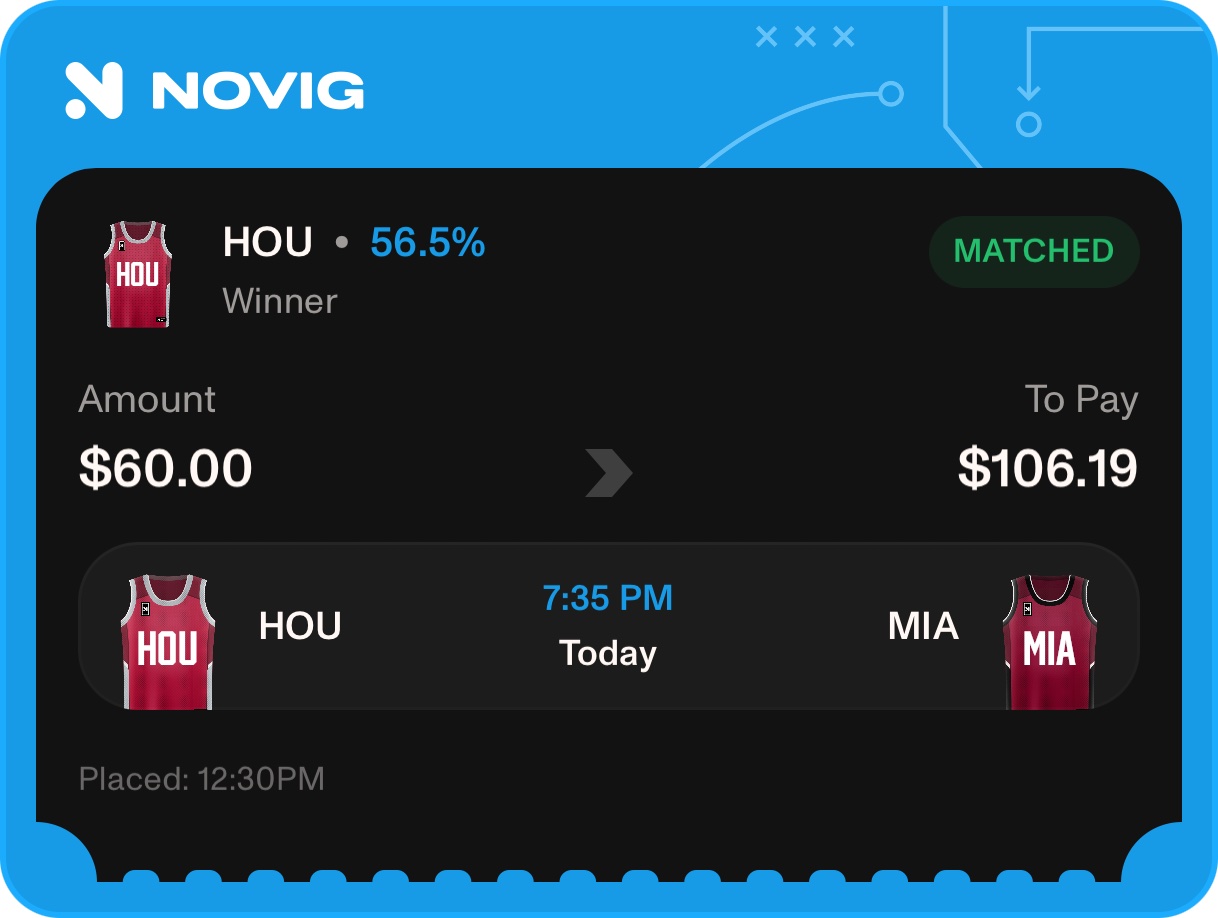 NOVIG
HOU
HOU • 56.5%
Winner
MATCHED
Amount
To Pay
$60.00
$106.19
HOU
HOU
7:35 PM
Today
MIA
MIA
Placed: 12:30PM